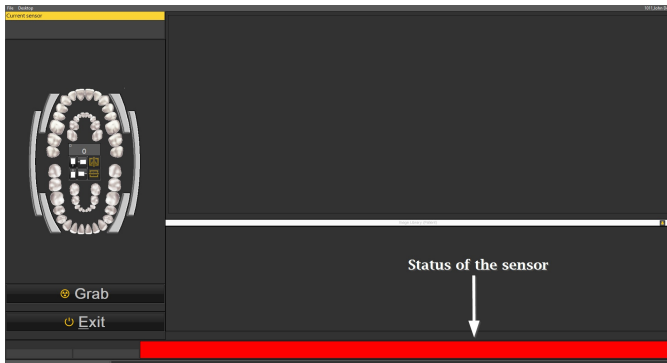 File Desktop
Current sensor
0
Status of the sensor
Grab
Exit